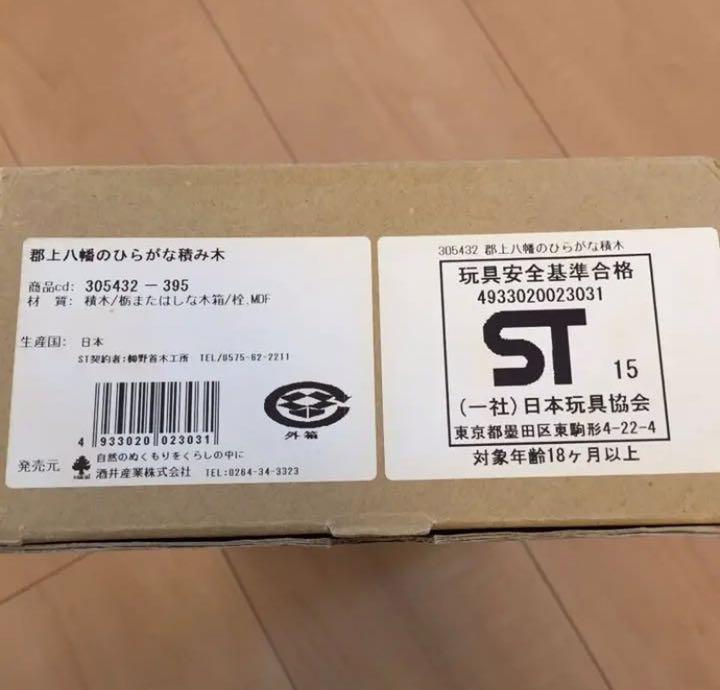 郡上八幡のひらがな積み木
商品cd: 305432-395
材 質: 積木/栃またはしな木箱/栓、MDF
生産国: 日本
ST契約者:㈱野首木工所 TEL/0575-62-2211
4 933020 023031
外箱
発売元
自然のぬくもりをくらしの中に
酒井産業株式会社 TEL:0264-34-3323
305432 郡上八幡のひらがな積木
玩具安全基準合格
4933020023031
ST 15
(一社)日本玩具協会
東京都墨田区東駒形4-22-4
対象年齢18ヶ月以上